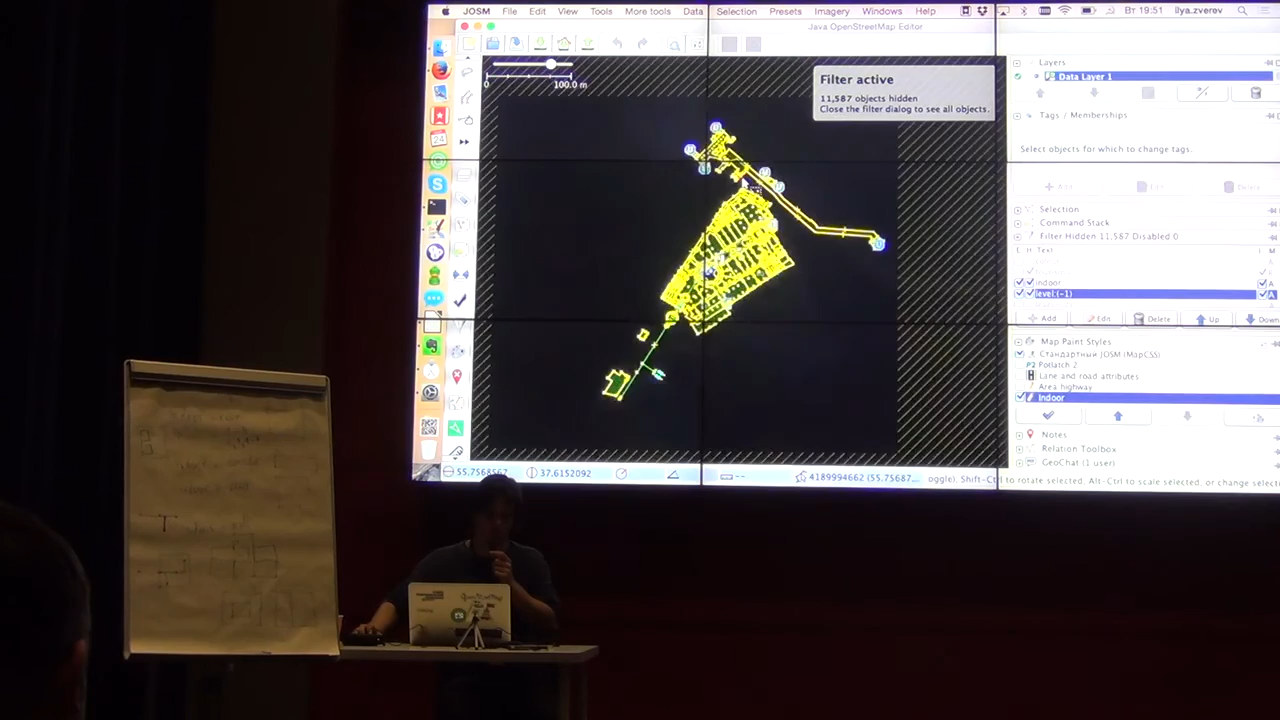 JOSM File Edit View Tools More tools Data Selection Presets Imagery Windows Help Вт 19:51 ilya.zverev
Java OpenStreetMap Editor
0 100.0 m
Filter active
11,587 objects hidden
Close the filter dialog to see all objects.
Layers
Data Layer 1
Tags / Memberships
Select objects for which to change tags.
Add Edit Delete
Selection
Command Stack
Filter Hidden:11,587 Disabled:0
indoor
level:(-1)
Add Edit Delete Up Down
Map Paint Styles
Стандартный JOSM (MapCSS)
Potlatch 2
Lane and road attributes
Area highway
Indoor
Notes
Relation Toolbox
GeoChat (1 user)
55.7568567 37.6152092 -- 4189994662 (55.75687... oggle). Shift-Ctrl to rotate selected. Alt-Ctrl to scale selected, or change select
OpenStreetMap